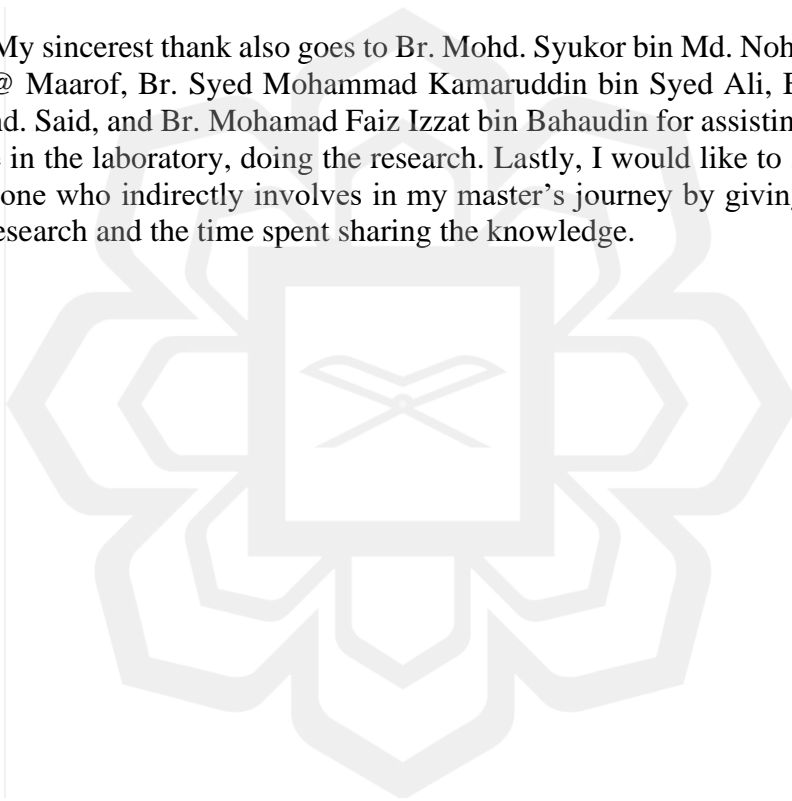 My sincerest thank also goes to Br. Mohd. Syukor bin Md. Noh
@ Maarof, Br. Syed Mohammad Kamaruddin bin Syed Ali,
nd. Said, and Br. Mohamad Faiz Izzat bin Bahaudin for assistin
in the laboratory, doing the research. Lastly, I would like to
one who indirectly involves in my master’s journey by giving
esearch and the time spent sharing the knowledge.